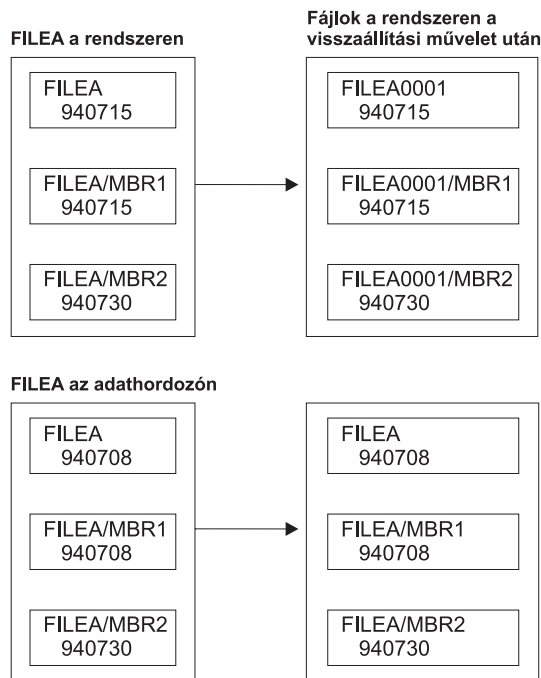 FILEA a rendszeren
Fájlok a rendszeren a
visszaállítási művelet után
FILEA
940715
FILEA/MBR1
940715
FILEA/MBR2
940730
FILEA0001
940715
FILEA0001/MBR1
940715
FILEA0001/MBR2
940730
FILEA az adathordozón
FILEA
940708
FILEA/MBR1
940708
FILEA/MBR2
940730
FILEA
940708
FILEA/MBR1
940708
FILEA/MBR2
940730